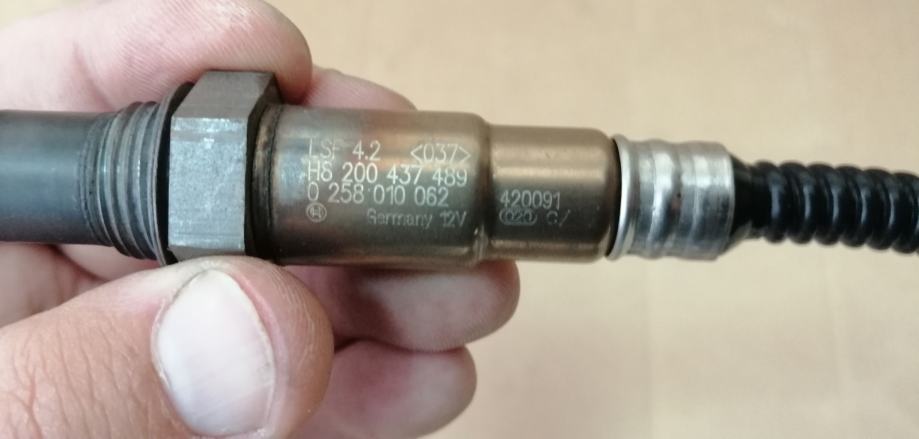 LSF 4.2 <037>
H8 200 437 489
0 258 010 062 420091
Germany 12V 020